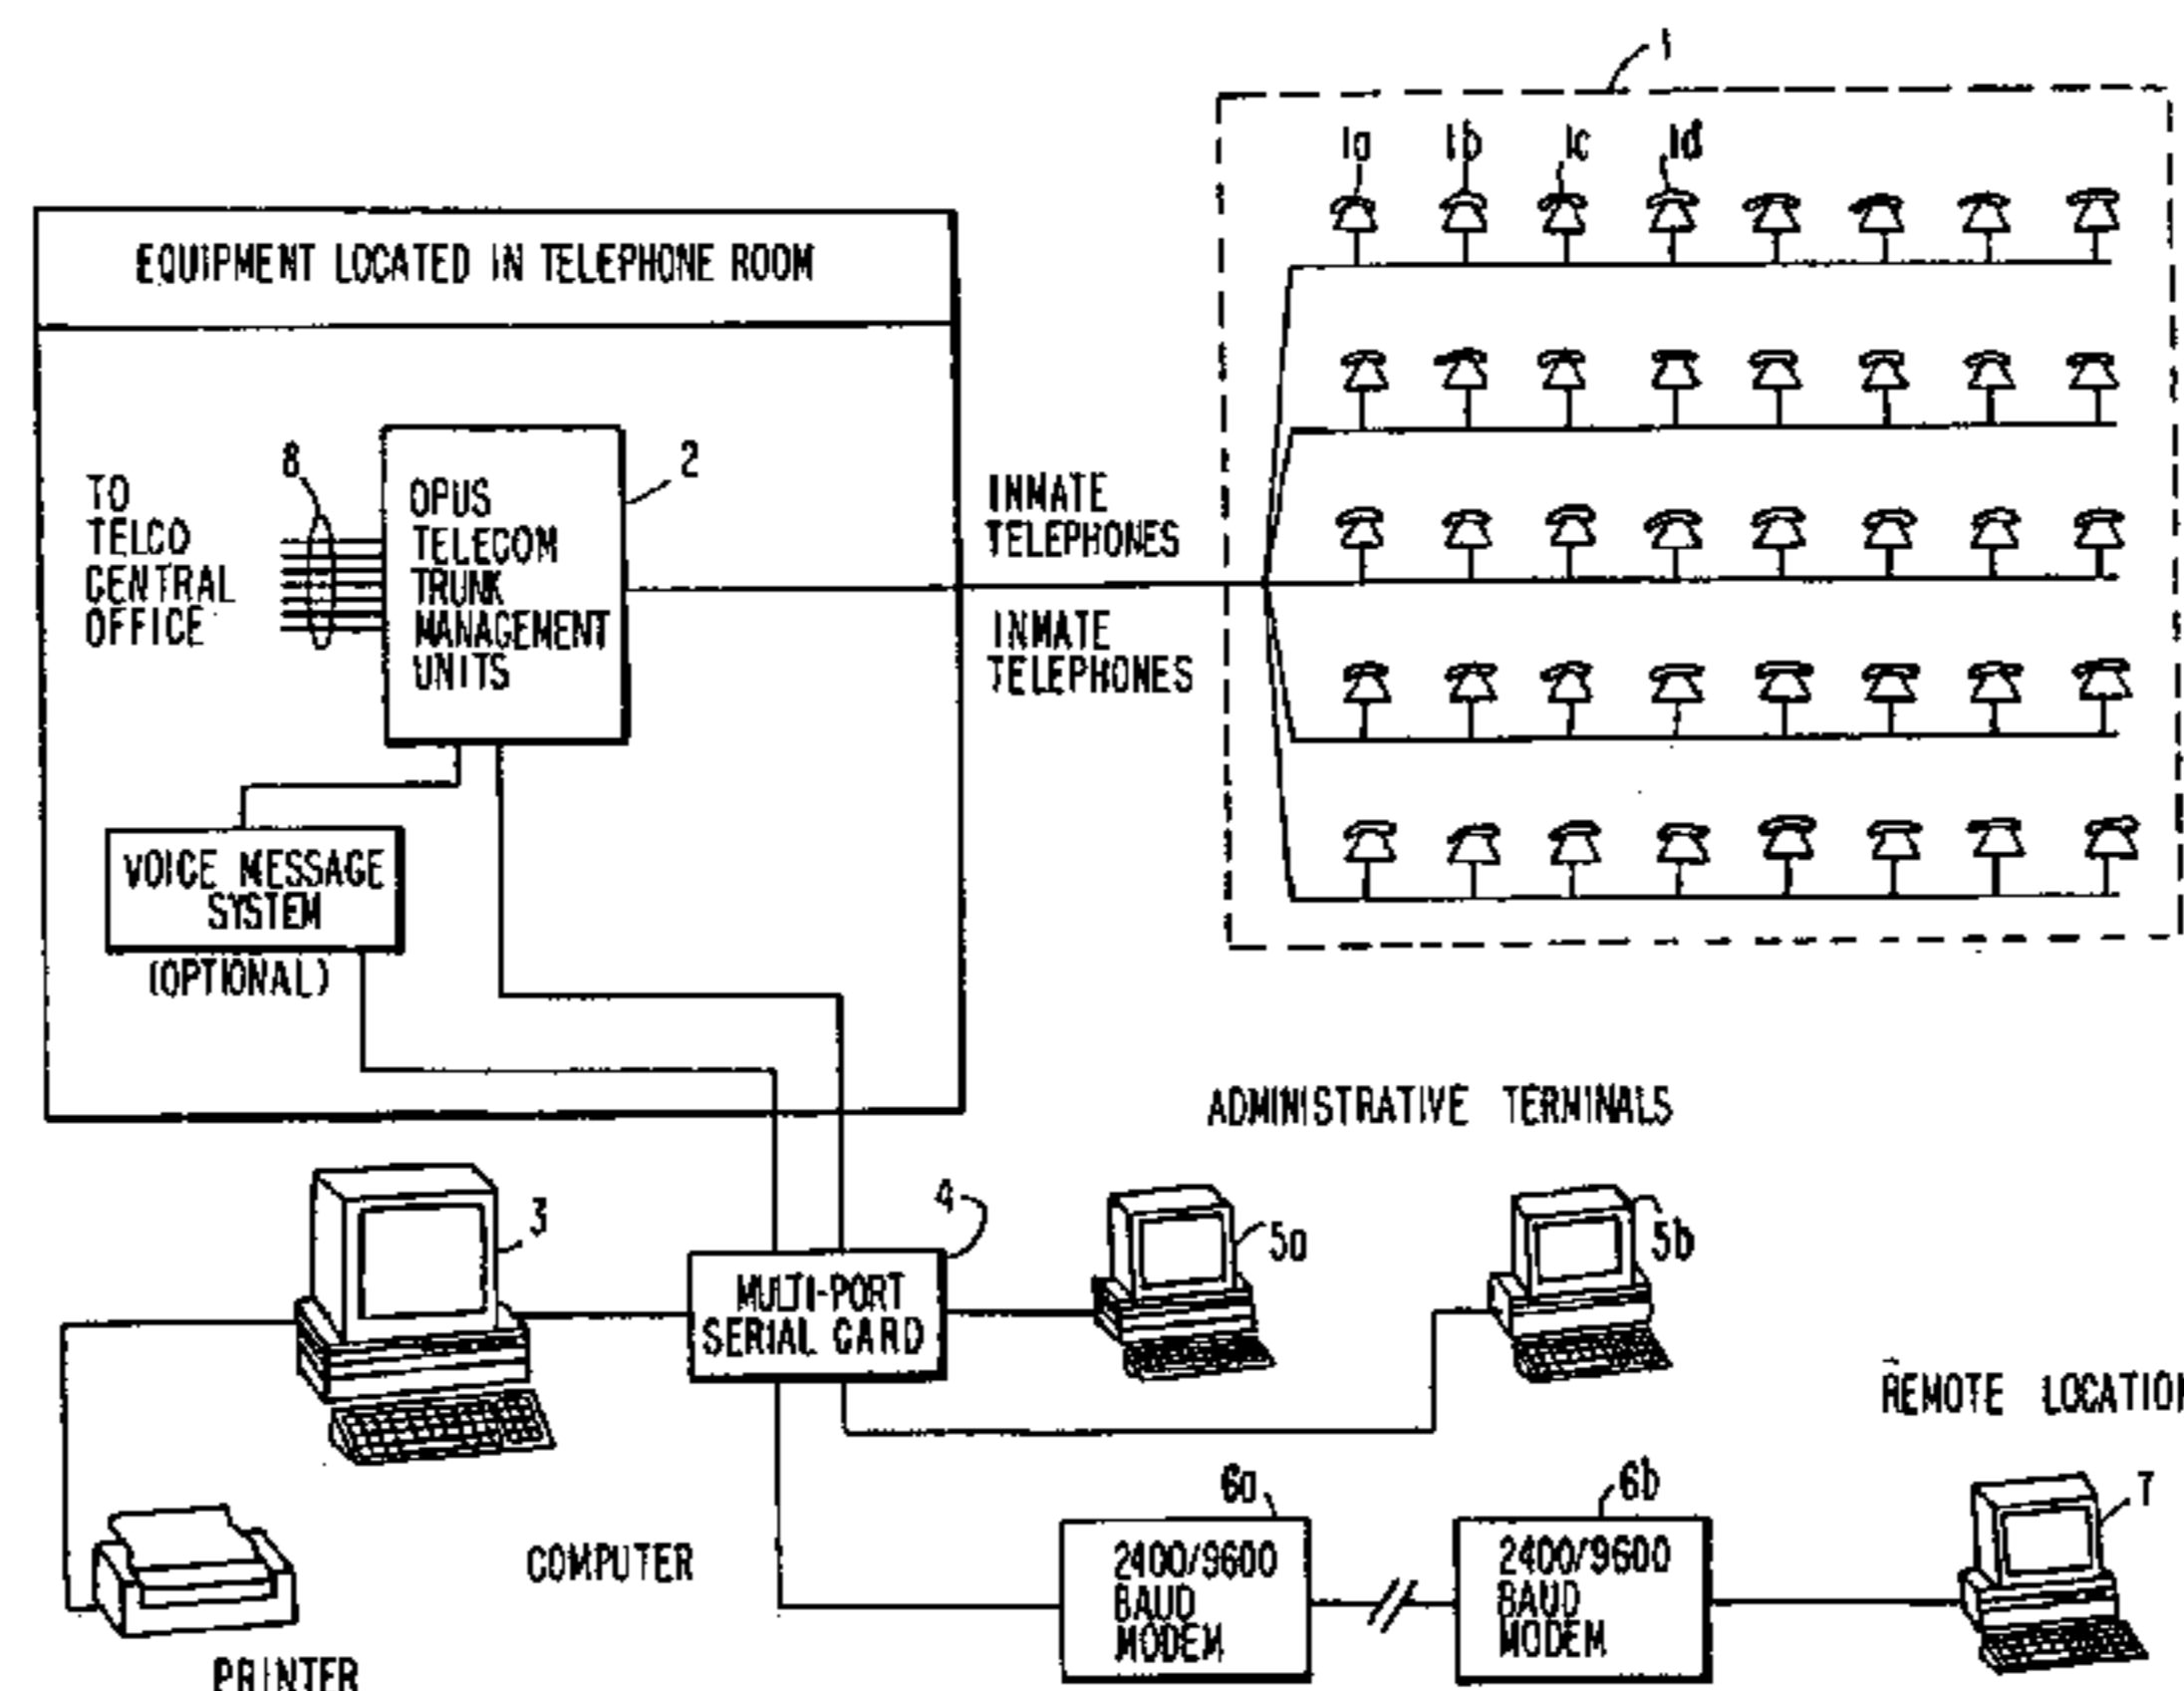 1
1a 1b 1c 1d
EQUIPMENT LOCATED IN TELEPHONE ROOM
8
2
TO
TELCO
CENTRAL
OFFICE
OPUS
TELECOM
TRUNK
MANAGEMENT
UNITS
INMATE
TELEPHONES
INMATE
TELEPHONES
VOICE MESSAGE
SYSTEM
(OPTIONAL)
ADMINISTRATIVE TERMINALS
3
4
5a
5b
MULTI-PORT
SERIAL CARD
REMOTE LOCATION
6a
6b
7
COMPUTER
2400/9600
BAUD
MODEM
2400/9600
BAUD
MODEM
PRINTER